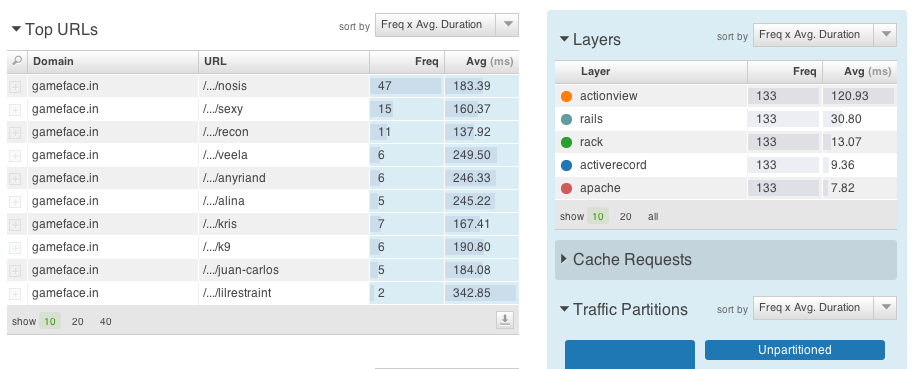 Top URLs
sort by Freq x Avg. Duration
Domain URL Freq Avg (ms)
gameface.in /.../nosis 47 183.39
gameface.in /.../sexy 15 160.37
gameface.in /.../recon 11 137.92
gameface.in /.../veela 6 249.50
gameface.in /.../anyriand 6 246.33
gameface.in /.../alina 5 245.22
gameface.in /.../kris 7 167.41
gameface.in /.../k9 6 190.80
gameface.in /.../juan-carlos 5 184.08
gameface.in /.../lilrestraint 2 342.85
show 10 20 40
Layers
sort by Freq x Avg. Duration
Layer Freq Avg (ms)
actionview 133 120.93
rails 133 30.80
rack 133 13.07
activerecord 133 9.36
apache 133 7.82
show 10 20 all
Cache Requests
Traffic Partitions
sort by Freq x Avg. Duration
Unpartitioned